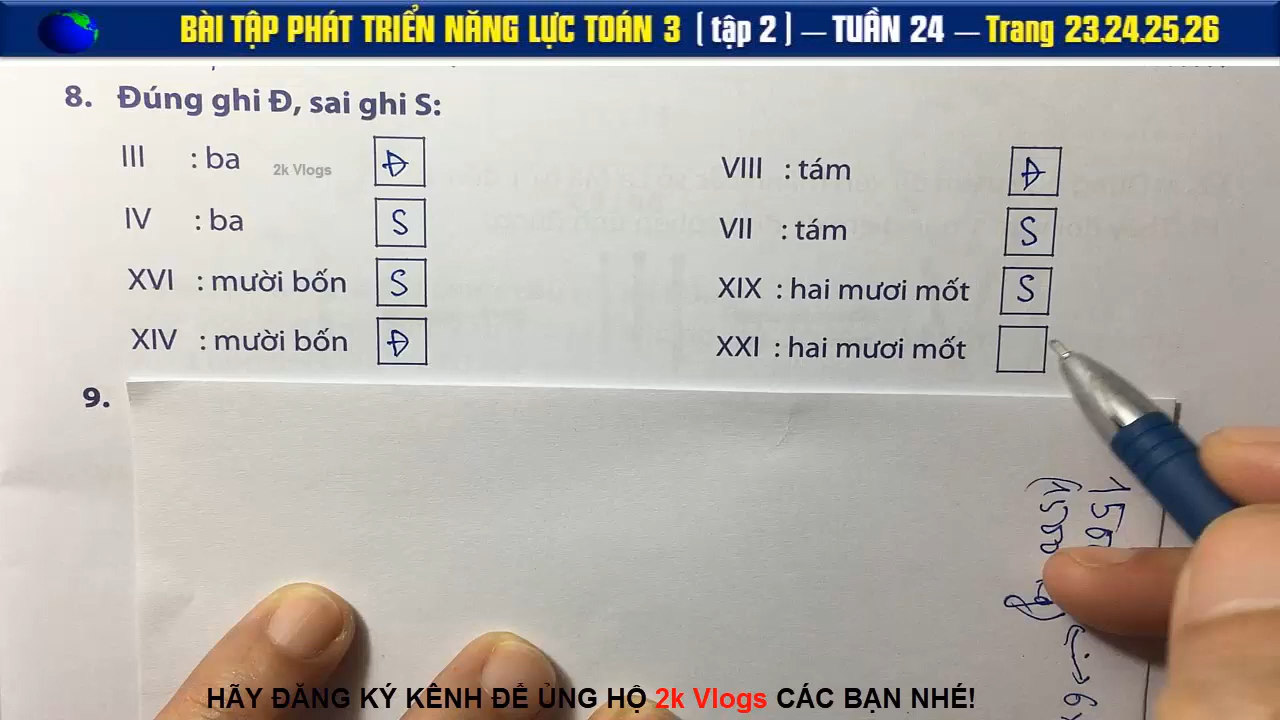 BÀI TẬP PHÁT TRIỂN NĂNG LỰC TOÁN 3 ( tập 2 ) – TUẦN 24 – Trang 23,24,25,26
8. Đúng ghi Đ, sai ghi S:
III : ba Đ
2k Vlogs
IV : ba S
XVI : mười bốn S
XIV : mười bốn Đ
VIII : tám Đ
VII : tám S
XIX : hai mươi mốt S
XXI : hai mươi mốt
9.
HÃY ĐĂNG KÝ KÊNH ĐỂ ỦNG HỘ 2k Vlogs CÁC BẠN NHÉ!